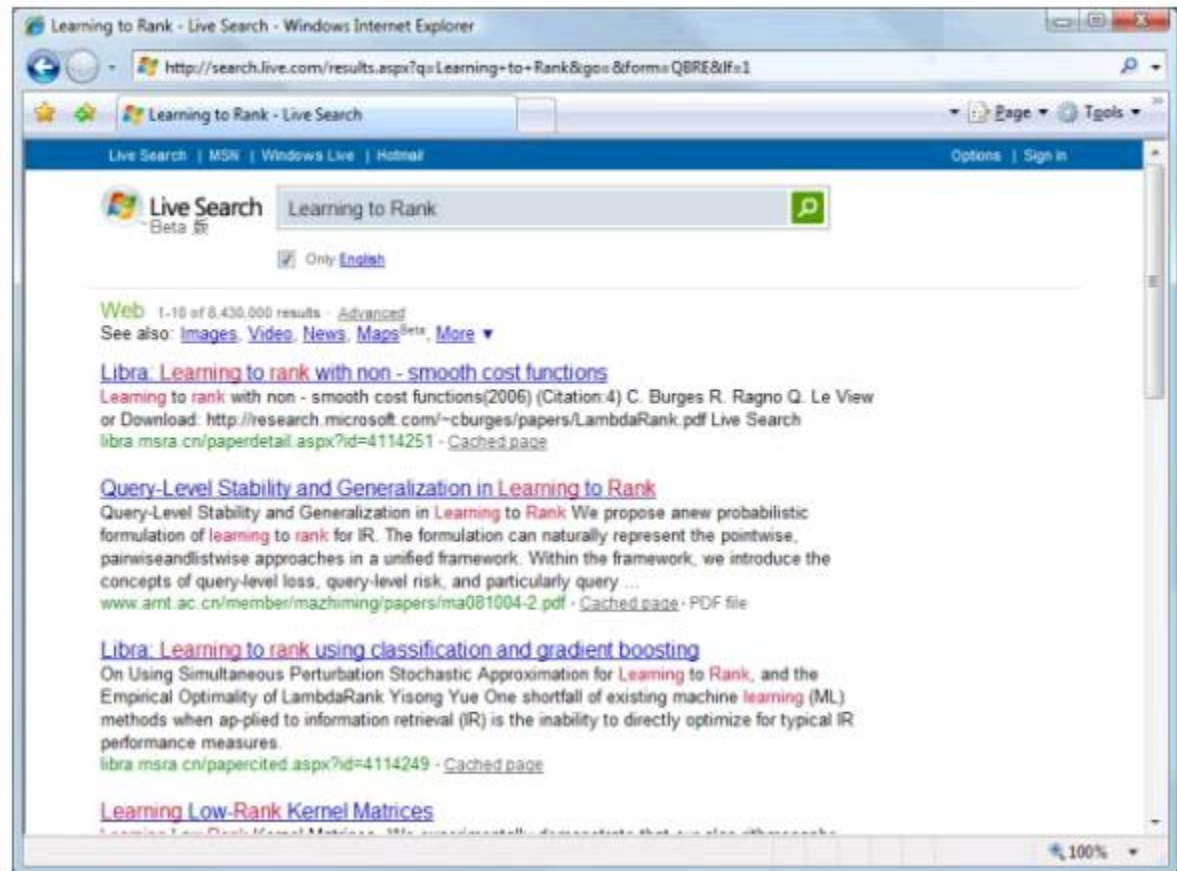 Learning to Rank - Live Search - Windows Internet Explorer
http://search.live.com/results.aspx?q=Learning+to+Rank&go=&form=QBRE&lf=1
Learning to Rank - Live Search
Page Tools
Live Search | MSN | Windows Live | Hotmail Options | Sign in
Live Search Learning to Rank
Beta 版
Only English
Web 1-10 of 8,430,000 results · Advanced
See also: Images, Video, News, Maps Beta, More
Libra: Learning to rank with non - smooth cost functions
Learning to rank with non - smooth cost functions(2006) (Citation:4) C. Burges R. Ragno Q. Le View
or Download: http://research.microsoft.com/~cburges/papers/LambdaRank.pdf Live Search
libra.msra.cn/paperdetail.aspx?id=4114251 · Cached page
Query-Level Stability and Generalization in Learning to Rank
Query-Level Stability and Generalization in Learning to Rank We propose anew probabilistic
formulation of learning to rank for IR. The formulation can naturally represent the pointwise,
pairwiseandlistwise approaches in a unified framework. Within the framework, we introduce the
concepts of query-level loss, query-level risk, and particularly query ...
www.amt.ac.cn/member/mazhiming/papers/ma081004-2.pdf · Cached page · PDF file
Libra: Learning to rank using classification and gradient boosting
On Using Simultaneous Perturbation Stochastic Approximation for Learning to Rank, and the
Empirical Optimality of LambdaRank Yisong Yue One shortfall of existing machine learning (ML)
methods when ap-plied to information retrieval (IR) is the inability to directly optimize for typical IR
performance measures.
libra.msra.cn/papercited.aspx?id=4114249 · Cached page
Learning Low-Rank Kernel Matrices
100%